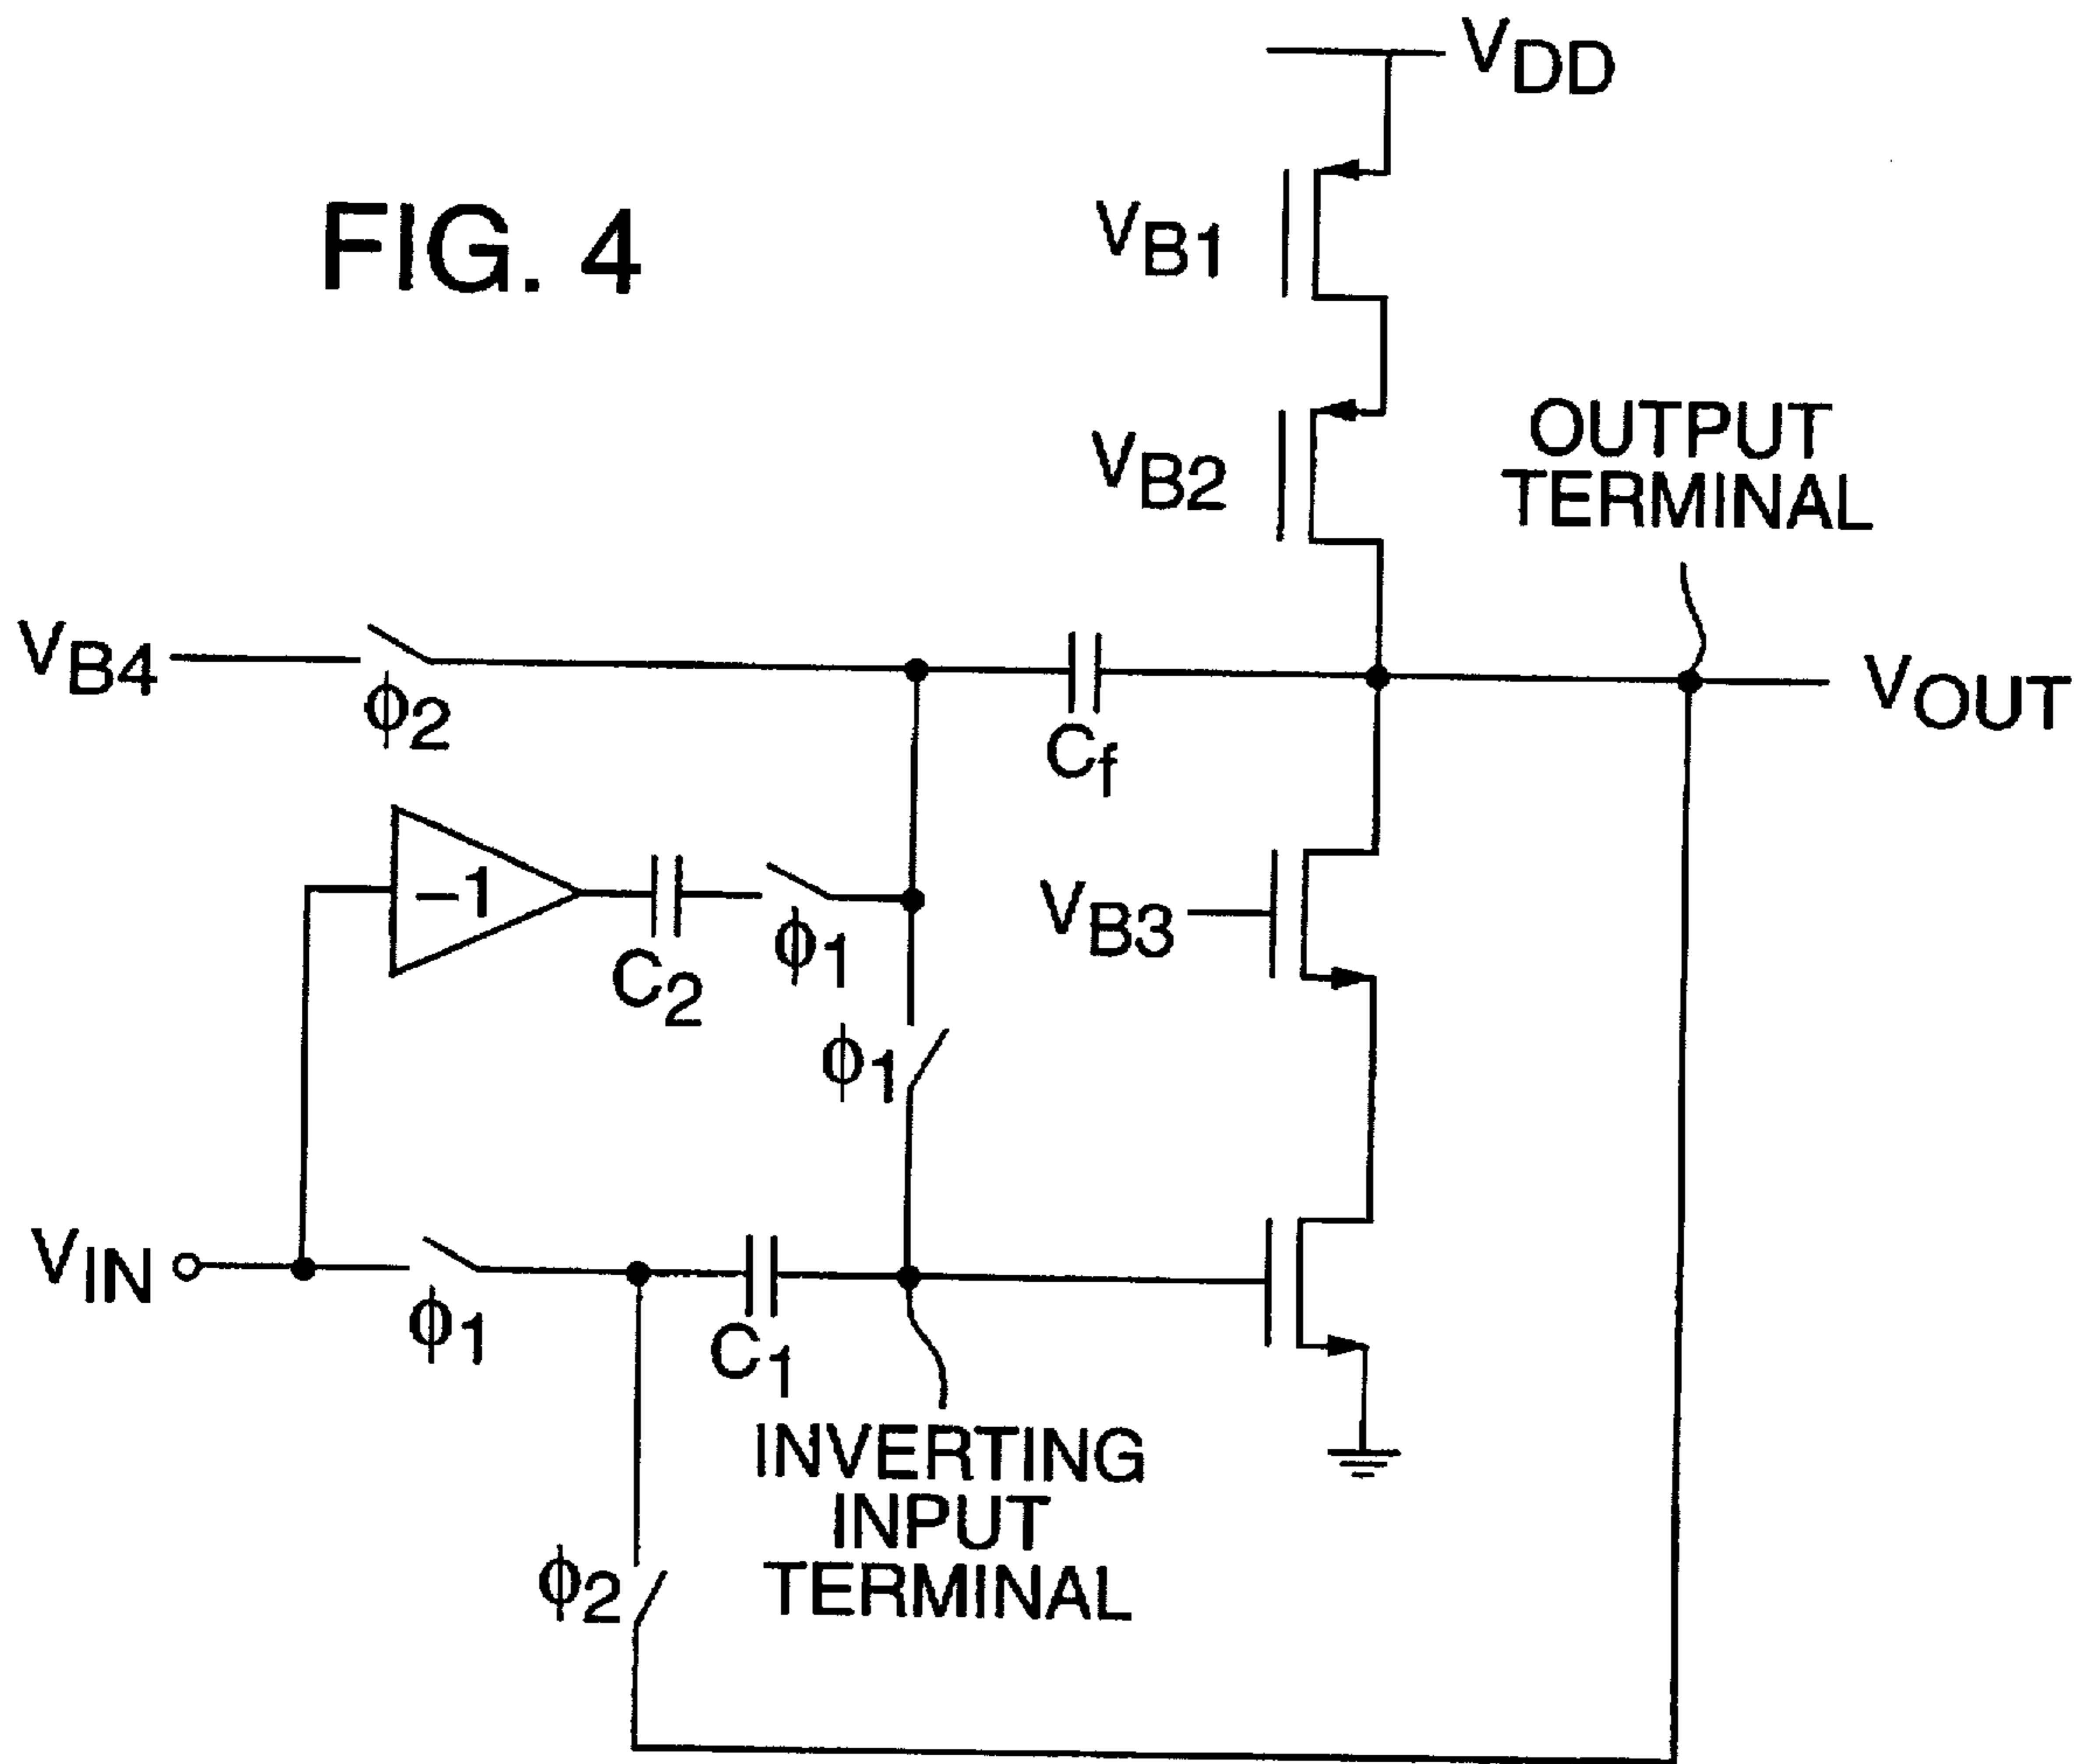 FIG. 4
VDD
VB1
VB2
OUTPUT
TERMINAL
VB4
ϕ2
Cf
VOUT
−1
C2
ϕ1
VB3
ϕ1
VIN
ϕ1
C1
INVERTING
INPUT
TERMINAL
ϕ2